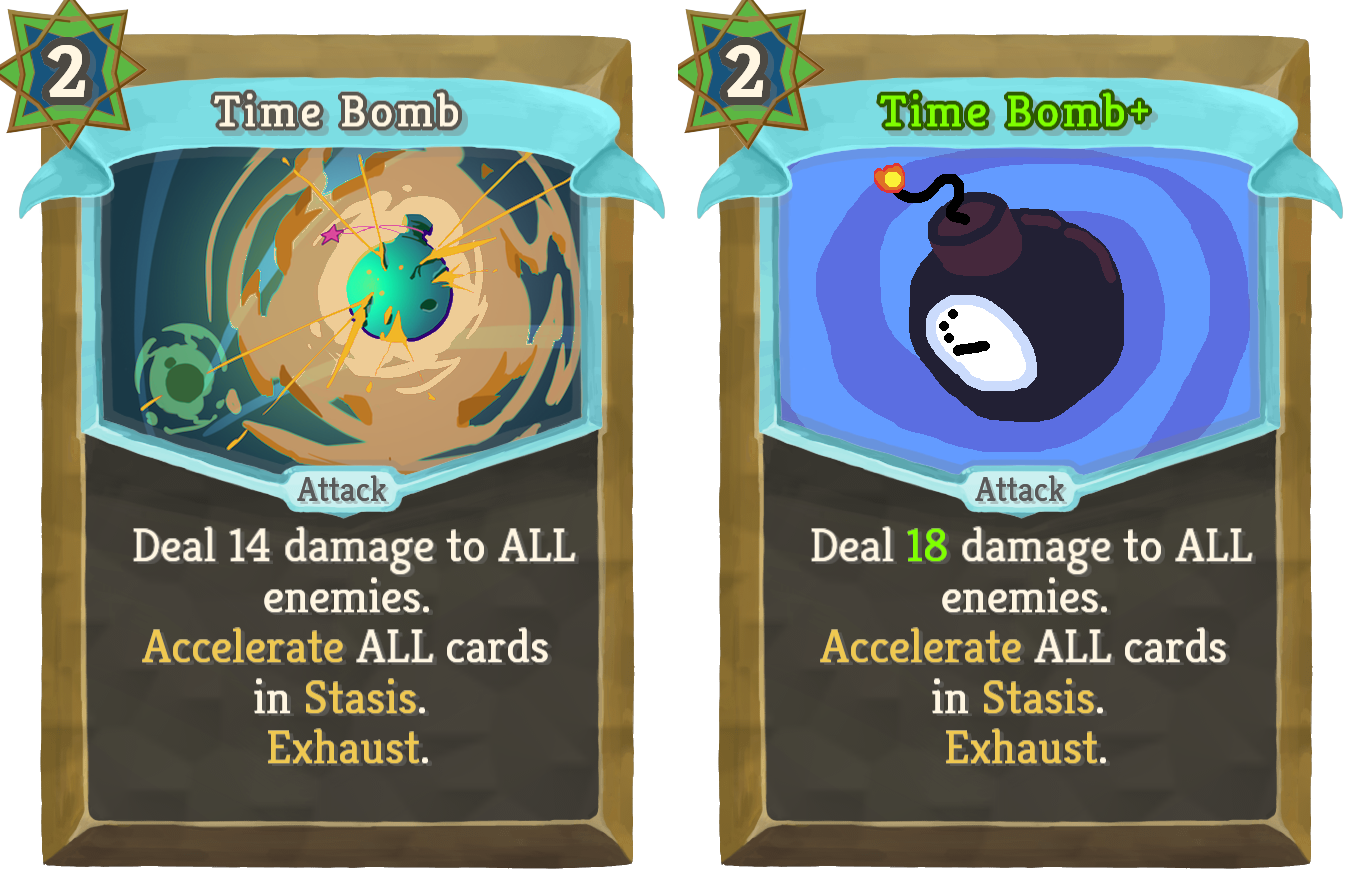 2
Time Bomb
Attack
Deal 14 damage to ALL
enemies.
Accelerate ALL cards
in Stasis.
Exhaust.
2
Time Bomb+
Attack
Deal 18 damage to ALL
enemies.
Accelerate ALL cards
in Stasis.
Exhaust.